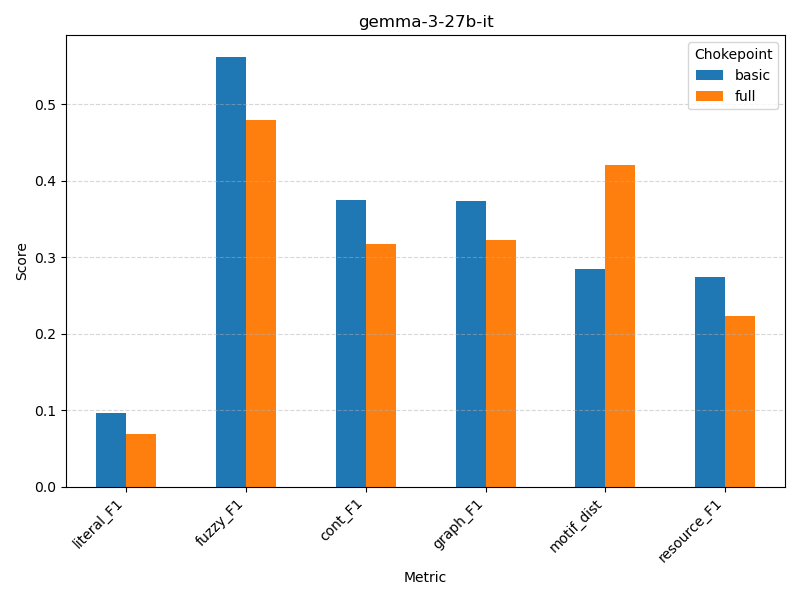 gemma-3-27b-it
Chokepoint
basic
full
Score
0.5
0.4
0.3
0.2
0.1
0.0
literal_F1
fuzzy_F1
cont_F1
graph_F1
motif_dist
resource_F1
Metric